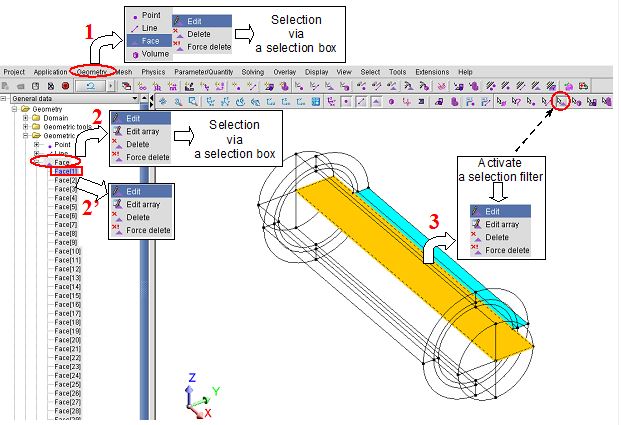 1
Point
Line
Face
Volume
Edit
Delete
Force delete
Selection
via
a selection box
Project Application Geometry Mesh Physics Parameter/Quantity Solving Overlay Display View Select Tools Extensions Help
General data
Geometry
Domain
Geometric tools
Geometric
Point
Line
Face
Face[1]
Face[2]
Face[3]
Face[4]
Face[5]
Face[6]
Face[7]
Face[8]
Face[9]
Face[10]
Face[11]
Face[12]
Face[13]
Face[14]
Face[15]
Face[16]
Face[17]
Face[18]
Face[19]
Face[20]
Face[21]
Face[22]
Face[23]
Face[24]
Face[25]
Face[26]
Face[27]
Face[28]
2
Edit
Edit array
Delete
Force delete
Selection
via
a selection box
2'
Edit
Edit array
Delete
Force delete
3
Activate
a selection filter
Edit
Edit array
Delete
Force delete
Z
Y
X